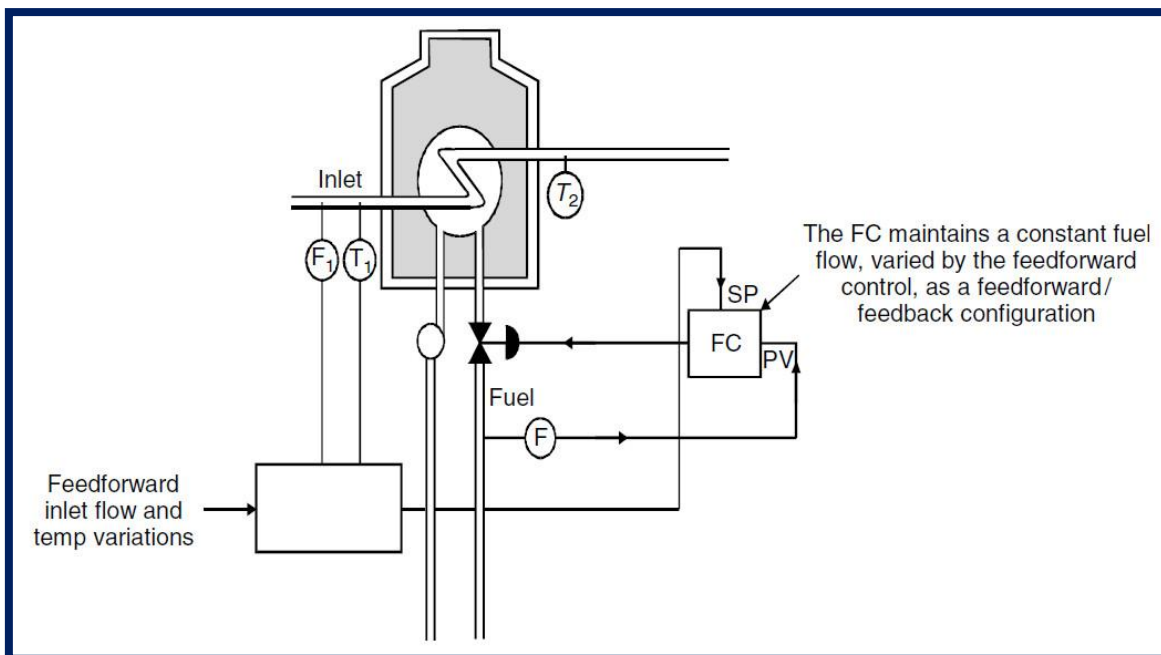 Inlet
T2
F1
T1
The FC maintains a constant fuel
flow, varied by the feedforward
control, as a feedforward/
feedback configuration
SP
FC
PV
Fuel
F
Feedforward
inlet flow and
temp variations